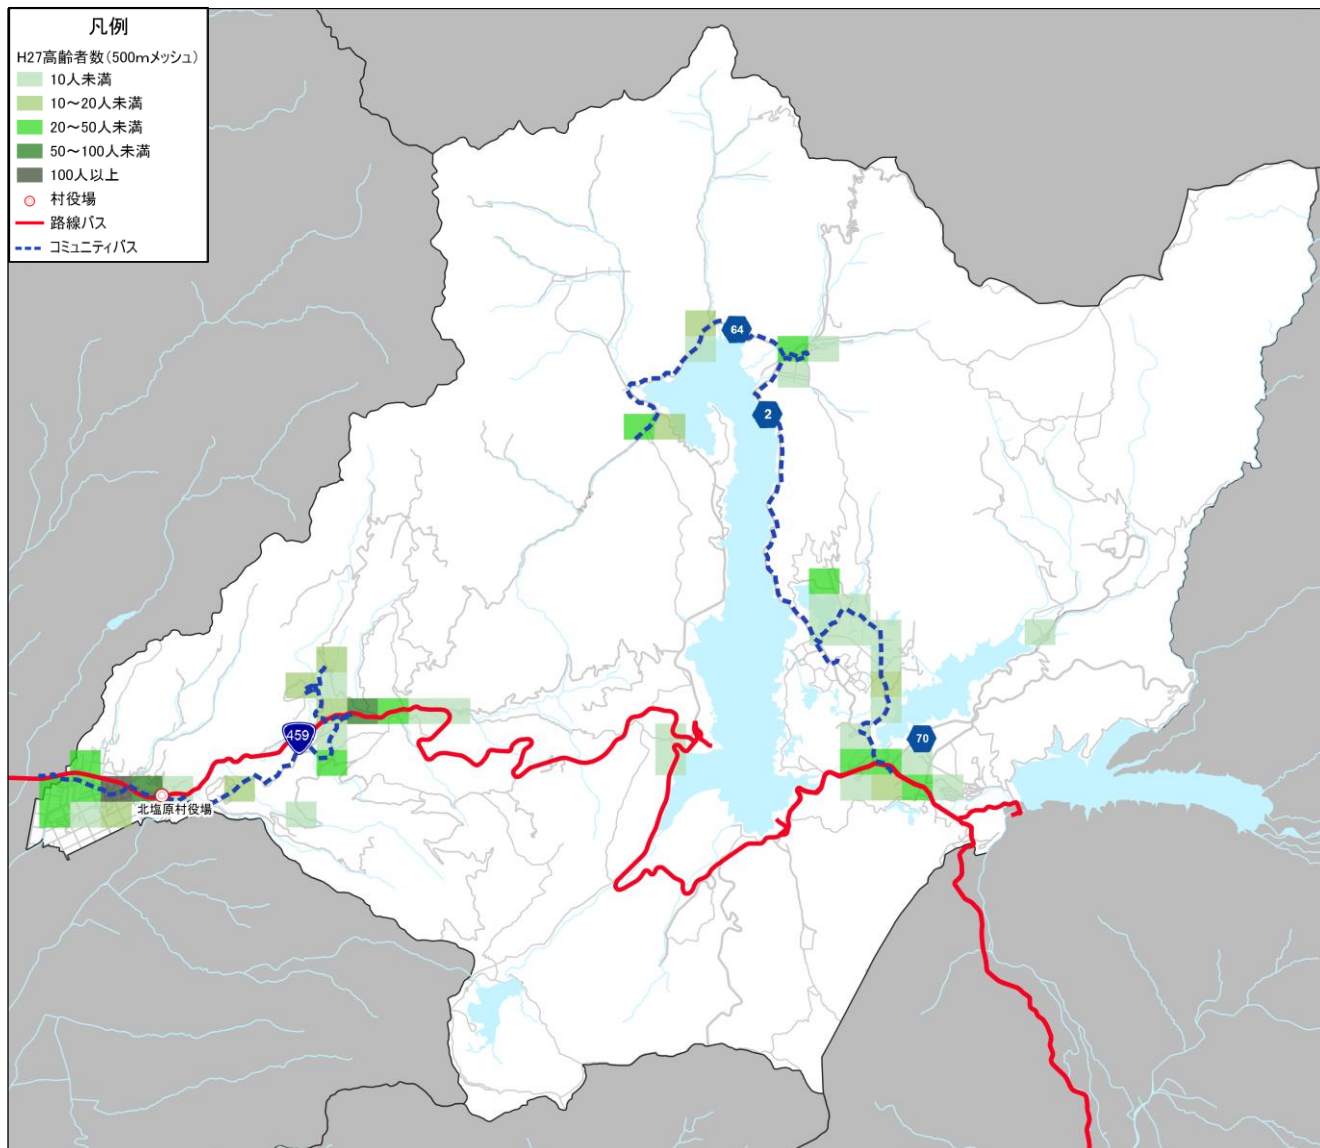 凡例
H27高齢者数(500mメッシュ)
10人未満
10～20人未満
20～50人未満
50～100人未満
100人以上
村役場
路線バス
コミュニティバス
64
2
459
70
北塩原村役場